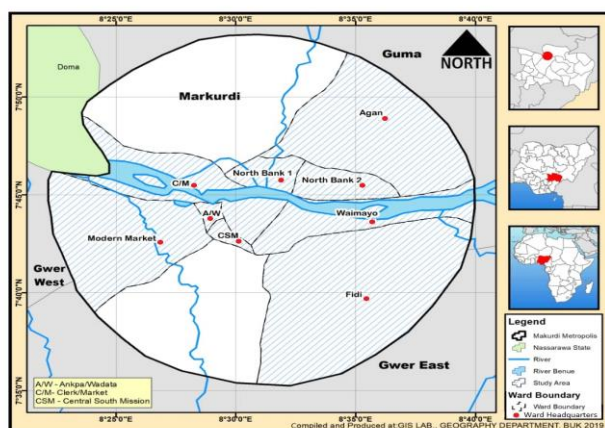 8°25'0"E 8°30'0"E 8°35'0"E 8°40'0"E
Doma
Guma
NORTH
Markurdi
Agan
7°50'0"N
North Bank 1
North Bank 2
C/M
7°45'0"N
A/W
Waimayo
CSM
Modern Market
Gwer
West
7°40'0"N
Fidi
Gwer East
A/W - Ankpa/Wadata
C/M- Clerk/Market
CSM - Central South Mission
7°35'0"N
8°25'0"E 8°30'0"E 8°35'0"E 8°40'0"E
Legend
Makurdi Metropolis
Nassarawa State
River
River Benue
Study Area
Ward Boundary
Ward Boundary
Ward Headquarters
Compiled and Produced at:GIS LAB., GEOGRAPHY DEPARTMENT, BUK 2019